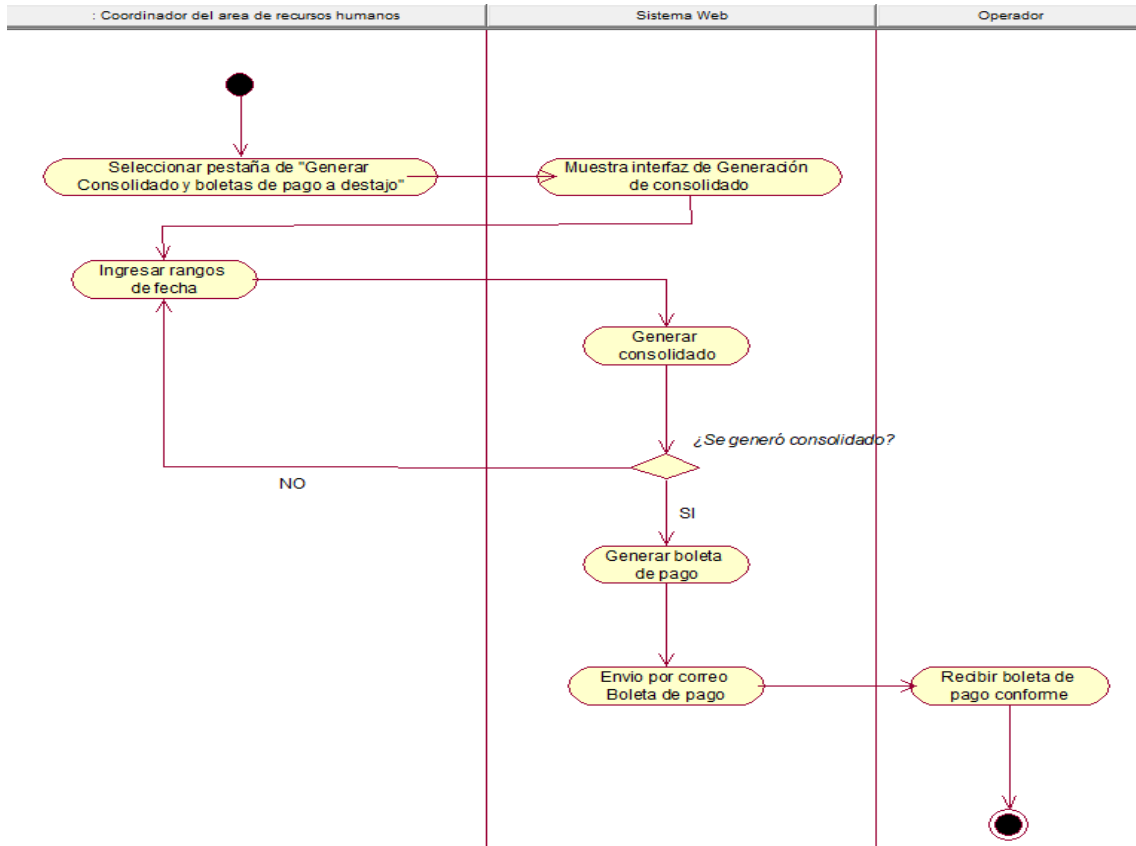 : Coordinador del area de recursos humanos
Sistema Web
Operador
Seleccionar pestaña de "Generar
Consolidado y boletas de pago a destajo"
Muestra interfaz de Generación
de consolidado
Ingresar rangos
de fecha
Generar
consolidado
¿Se generó consolidado?
NO
SI
Generar boleta
de pago
Envio por correo
Boleta de pago
Recibir boleta de
pago conforme